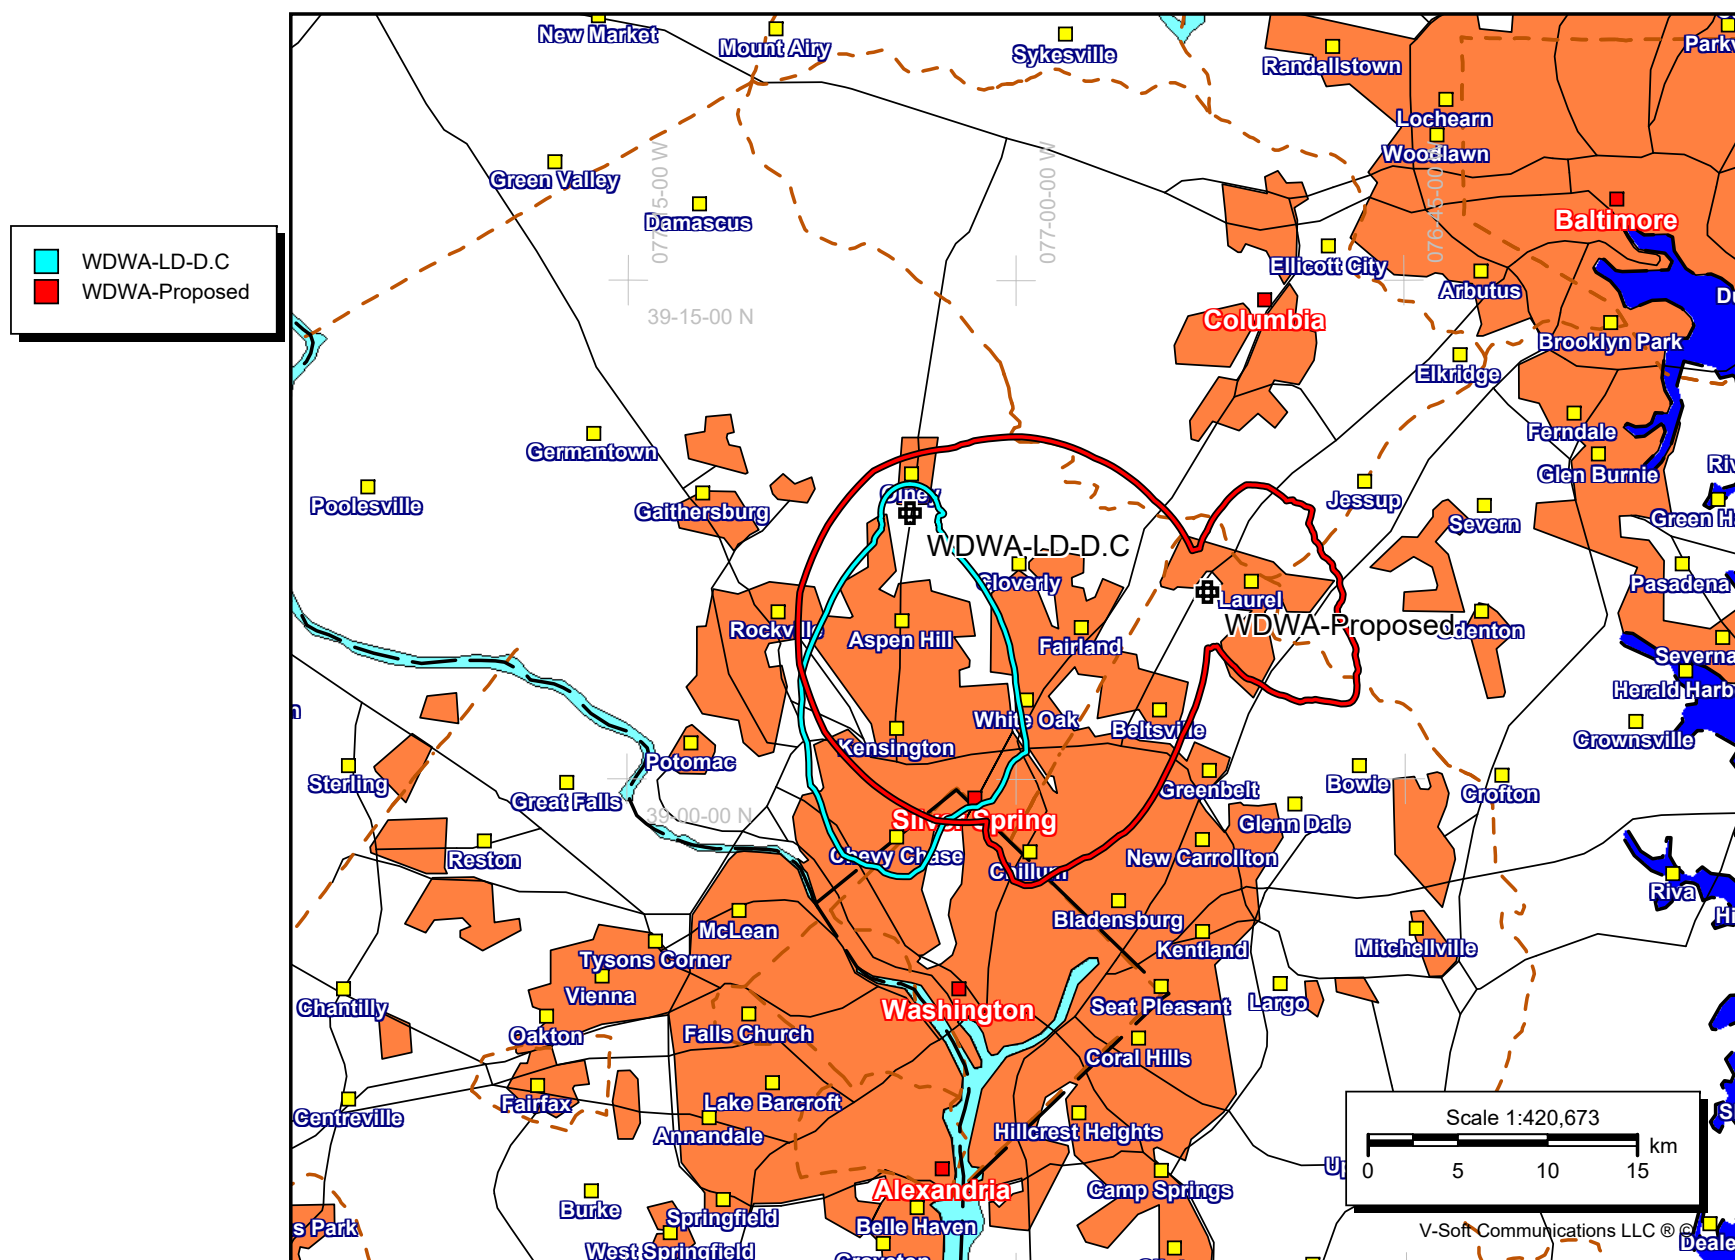 New Market
Mount Airy
Sykesville
Randallstown
Lochearn
Woodlawn
Green Valley
Damascus
077-00-00 W
Baltimore
WDWA-LD-D.C
WDWA-Proposed
Ellicott City
Arbutus
39-15-00 N
Columbia
Brooklyn Park
Elkridge
Germantown
Ferndale
Glen Burnie
Poolesville
Gaithersburg
Olney
Jessup
Severn
WDWA-LD-D.C
Cloverly
Pasadena
Laurel
WDWA-Proposed
Rockville
Aspen Hill
Fairland
White Oak
Beltsville
Kensington
Crownsville
Potomac
Sterling
Great Falls
Greenbelt
Bowie
Crofton
39-00-00 N
Silver Spring
Glenn Dale
Reston
Chevy Chase
Chillum
New Carrollton
Riva
McLean
Bladensburg
Kentland
Mitchellville
Tysons Corner
Vienna
Chantilly
Washington
Seat Pleasant
Largo
Oakton
Falls Church
Coral Hills
Centreville
Fairfax
Lake Barcroft
Annandale
Hillcrest Heights
Scale 1:420,673
km
0 5 10 15
Alexandria
Camp Springs
Burke
Springfield
Belle Haven
s Park
West Springfield
V-Soft Communications LLC ® ©